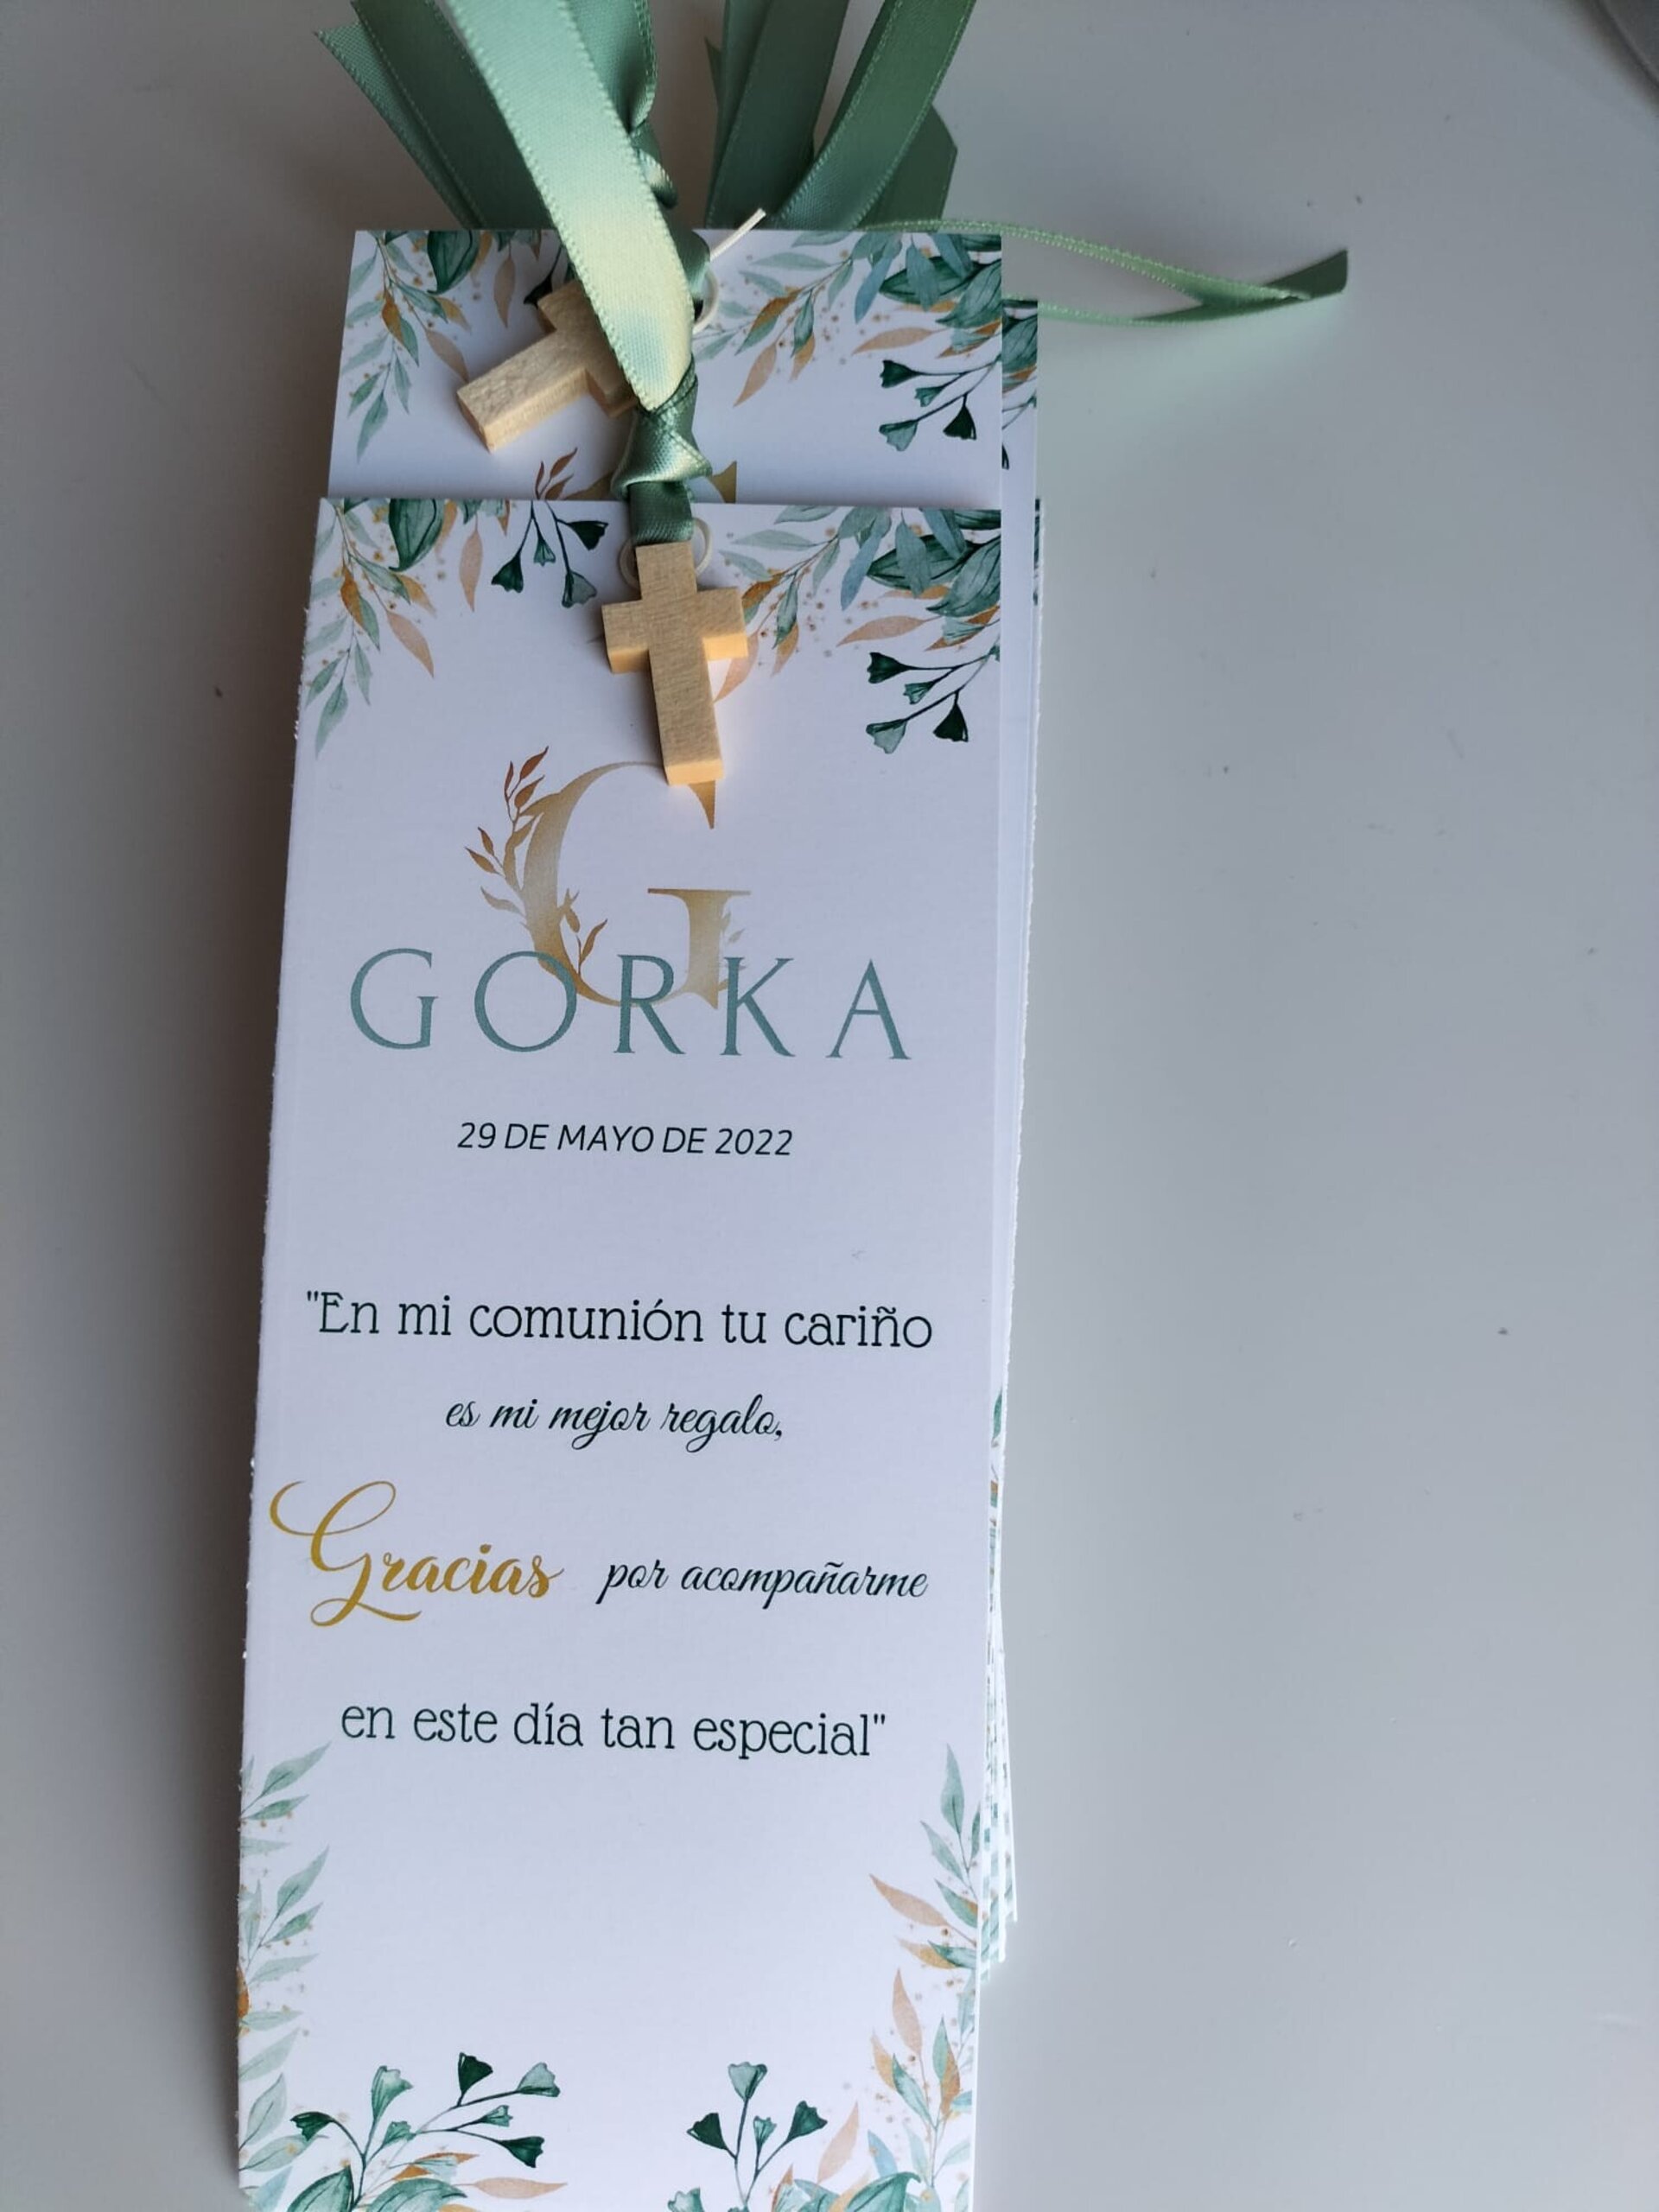 G
GORKA
29 DE MAYO DE 2022
"En mi comunión tu cariño
es mi mejor regalo,
Gracias por acompañarme
en este día tan especial"